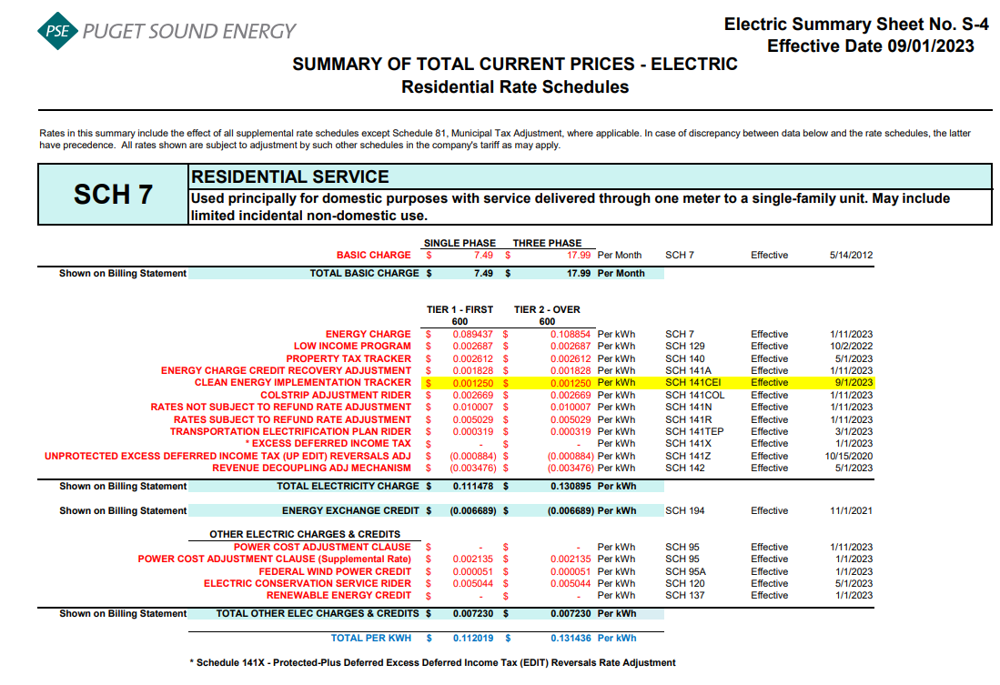 PSE PUGET SOUND ENERGY
Electric Summary Sheet No. S-4
Effective Date 09/01/2023
SUMMARY OF TOTAL CURRENT PRICES - ELECTRIC
Residential Rate Schedules
Rates in this summary include the effect of all supplemental rate schedules except Schedule 81, Municipal Tax Adjustment, where applicable. In case of discrepancy between data below and the rate schedules, the latter
have precedence. All rates shown are subject to adjustment by such other schedules in the company's tariff as may apply.
SCH 7
RESIDENTIAL SERVICE
Used principally for domestic purposes with service delivered through one meter to a single-family unit. May include
limited incidental non-domestic use.
SINGLE PHASE THREE PHASE
BASIC CHARGE $ 7.49 $ 17.99 Per Month SCH 7 Effective 5/14/2012
Shown on Billing Statement TOTAL BASIC CHARGE $ 7.49 $ 17.99 Per Month
TIER 1 - FIRST TIER 2 - OVER
600 600
ENERGY CHARGE $ 0.089437 $ 0.108854 Per kWh SCH 7 Effective 1/11/2023
LOW INCOME PROGRAM $ 0.002687 $ 0.002687 Per kWh SCH 129 Effective 10/2/2022
PROPERTY TAX TRACKER $ 0.002612 $ 0.002612 Per kWh SCH 140 Effective 5/1/2023
ENERGY CHARGE CREDIT RECOVERY ADJUSTMENT $ 0.001828 $ 0.001828 Per kWh SCH 141A Effective 1/11/2023
CLEAN ENERGY IMPLEMENTATION TRACKER $ 0.001250 $ 0.001250 Per kWh SCH 141CEI Effective 9/1/2023
COLSTRIP ADJUSTMENT RIDER $ 0.002669 $ 0.002669 Per kWh SCH 141COL Effective 1/11/2023
RATES NOT SUBJECT TO REFUND RATE ADJUSTMENT $ 0.010007 $ 0.010007 Per kWh SCH 141N Effective 1/11/2023
RATES SUBJECT TO REFUND RATE ADJUSTMENT $ 0.005029 $ 0.005029 Per kWh SCH 141R Effective 1/11/2023
TRANSPORTATION ELECTRIFICATION PLAN RIDER $ 0.000319 $ 0.000319 Per kWh SCH 141TEP Effective 3/1/2023
* EXCESS DEFERRED INCOME TAX $ - $ - Per kWh SCH 141X Effective 1/1/2023
UNPROTECTED EXCESS DEFERRED INCOME TAX (UP EDIT) REVERSALS ADJ $ (0.000884) $ (0.000884) Per kWh SCH 141Z Effective 10/15/2020
REVENUE DECOUPLING ADJ MECHANISM $ (0.003476) $ (0.003476) Per kWh SCH 142 Effective 5/1/2023
Shown on Billing Statement TOTAL ELECTRICITY CHARGE $ 0.111478 $ 0.130895 Per kWh
Shown on Billing Statement ENERGY EXCHANGE CREDIT $ (0.006689) $ (0.006689) Per kWh SCH 194 Effective 11/1/2021
OTHER ELECTRIC CHARGES & CREDITS
POWER COST ADJUSTMENT CLAUSE $ - $ - Per kWh SCH 95 Effective 1/11/2023
POWER COST ADJUSTMENT CLAUSE (Supplemental Rate) $ 0.002135 $ 0.002135 Per kWh SCH 95 Effective 1/1/2023
FEDERAL WIND POWER CREDIT $ 0.000051 $ 0.000051 Per kWh SCH 95A Effective 1/1/2023
ELECTRIC CONSERVATION SERVICE RIDER $ 0.005044 $ 0.005044 Per kWh SCH 120 Effective 5/1/2023
RENEWABLE ENERGY CREDIT $ - $ - Per kWh SCH 137 Effective 1/1/2023
Shown on Billing Statement TOTAL OTHER ELEC CHARGES & CREDITS $ 0.007230 $ 0.007230 Per kWh
TOTAL PER KWH $ 0.112019 $ 0.131436 Per kWh
* Schedule 141X - Protected-Plus Deferred Excess Deferred Income Tax (EDIT) Reversals Rate Adjustment